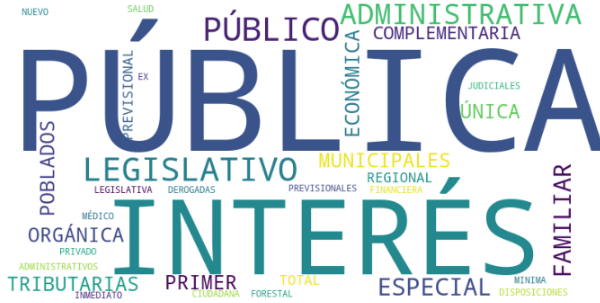 NUEVO
SALUD
PÚBLICO
ADMINISTRATIVA
COMPLEMENTARIA
PÚBLICA
PREVISIONAL
EX
ECONÓMICA
JUDICIALES
ÚNICA
POBLADOS
LEGISLATIVO
MUNICIPALES
REGIONAL
FAMILIAR
LEGISLATIVA
DEROGADAS
PREVISIONALES
FINANCIERA
INTERÉS
MÉDICO
ORGÁNICA
PRIVADO
ADMINISTRATIVOS
TRIBUTARIAS
PRIMER
TOTAL
ESPECIAL
MINIMA
INMEDIATO
CIUDADANA
FORESTAL
DISPOSICIONES